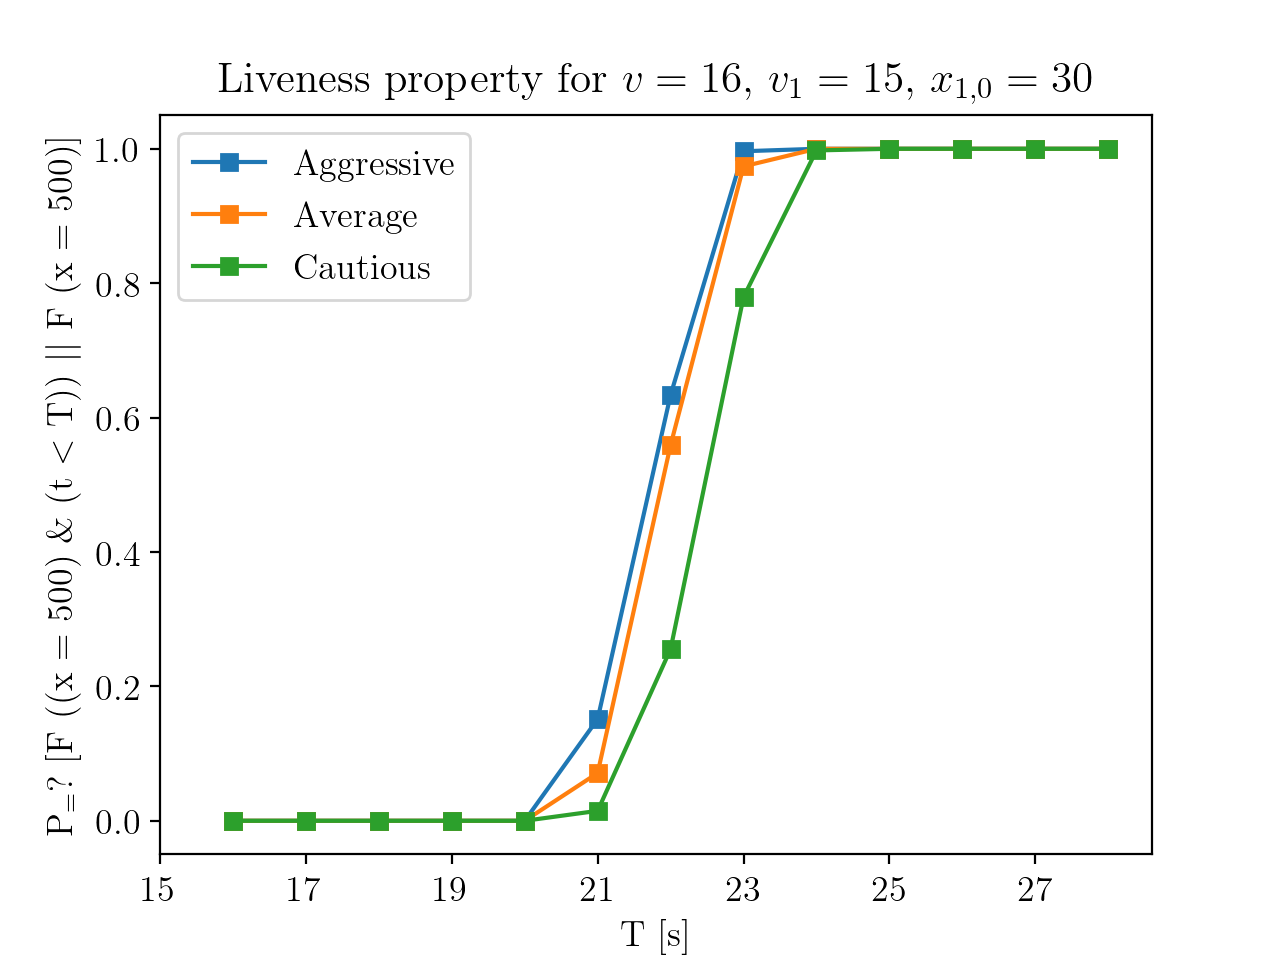 Liveness property for v = 16, v₁ = 15, x₁,₀ = 30
Aggressive
Average
Cautious
P=? [F ((x = 500) & (t < T)) || F (x = 500)]
1.0
0.8
0.6
0.4
0.2
0.0
15 17 19 21 23 25 27
T [s]